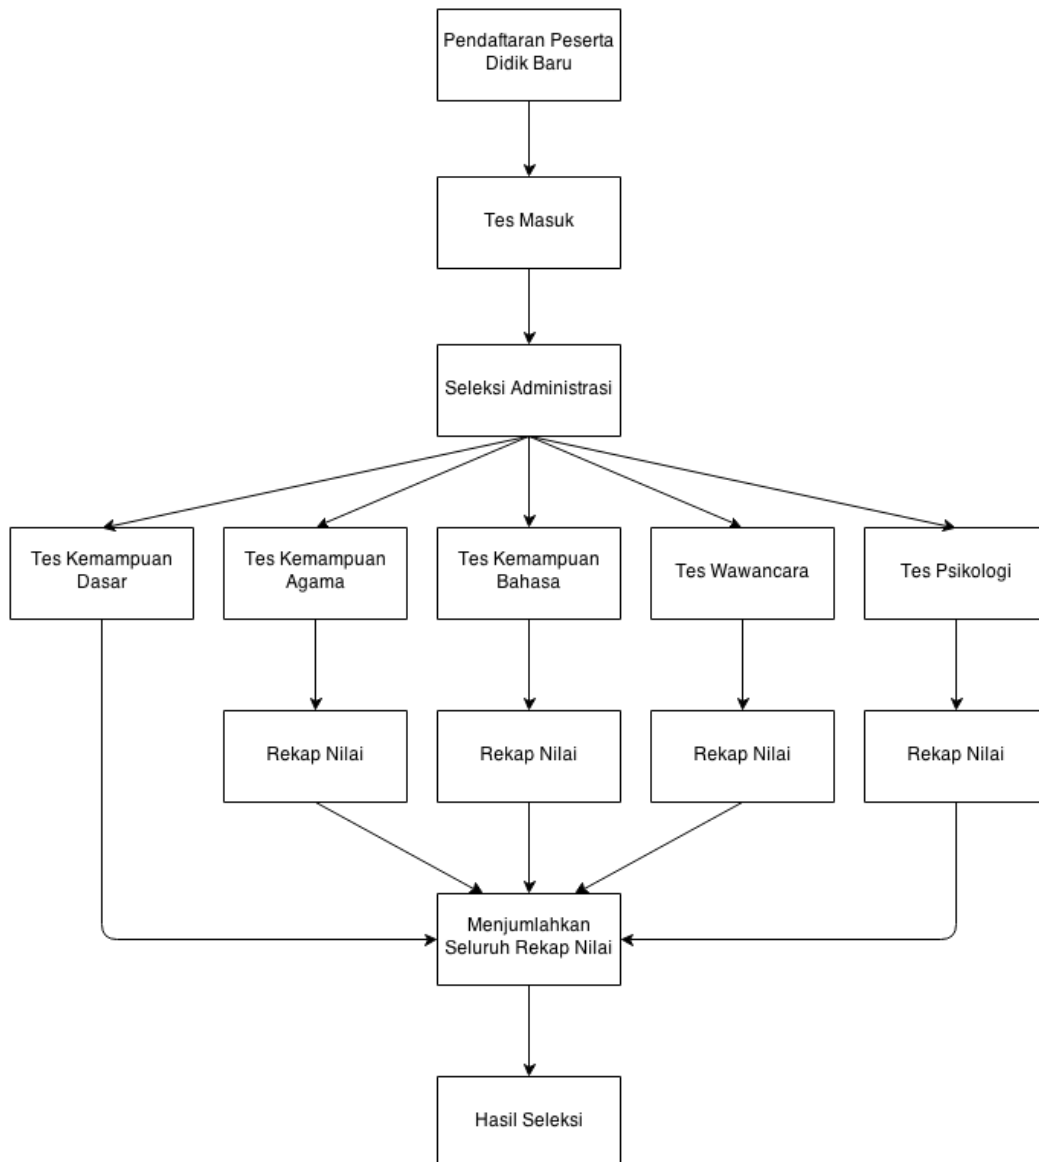 Pendaftaran Peserta
Didik Baru
Tes Masuk
Seleksi Administrasi
Tes Kemampuan
Dasar
Tes Kemampuan
Agama
Tes Kemampuan
Bahasa
Tes Wawancara
Tes Psikologi
Rekap Nilai
Rekap Nilai
Rekap Nilai
Rekap Nilai
Menjumlahkan
Seluruh Rekap Nilai
Hasil Seleksi